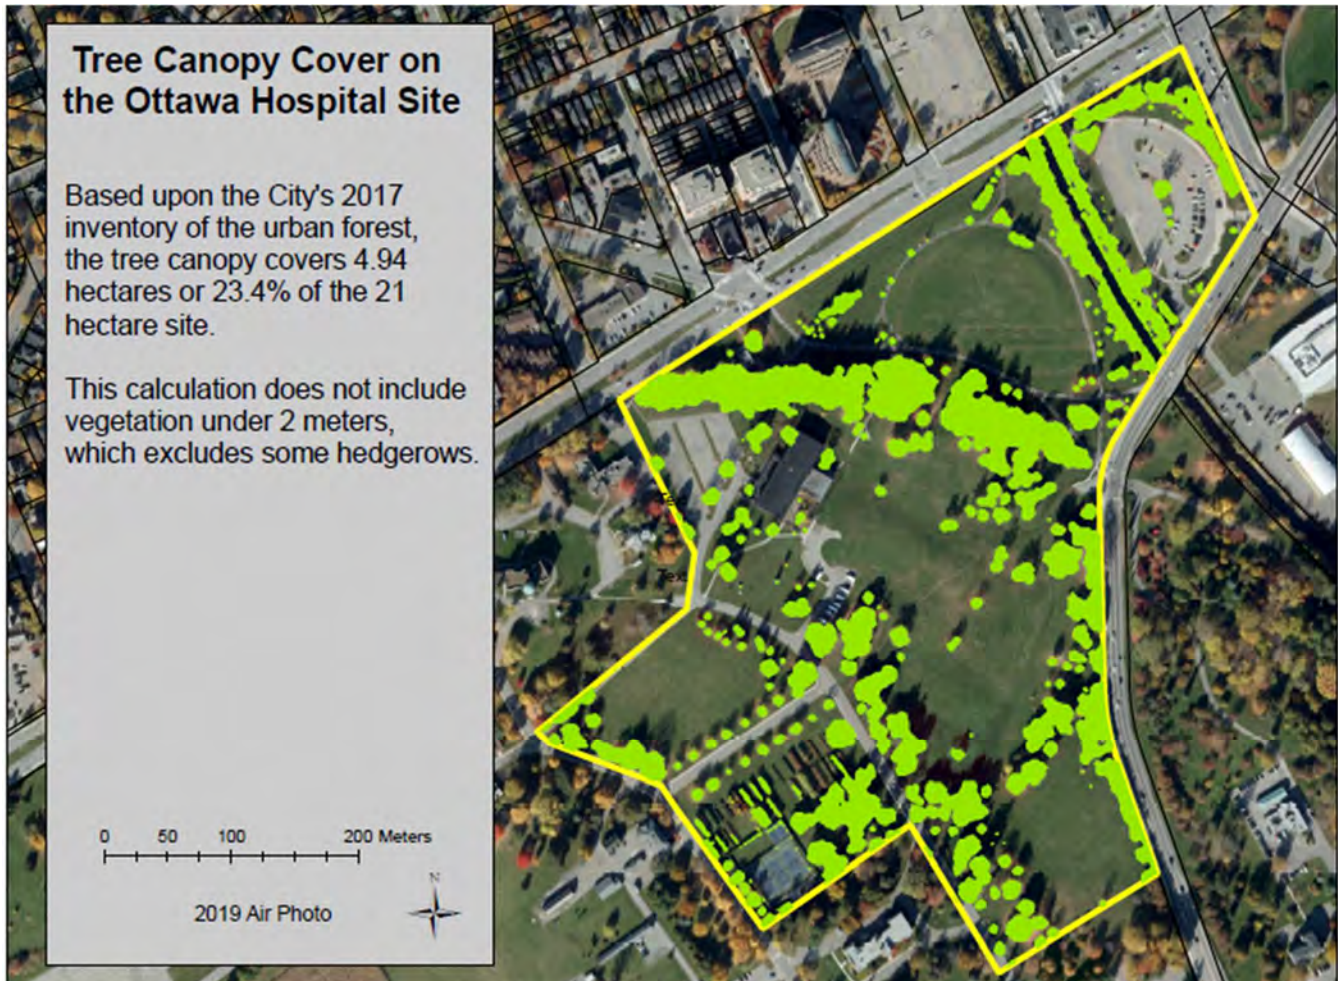 Tree Canopy Cover on
the Ottawa Hospital Site
Based upon the City's 2017
inventory of the urban forest,
the tree canopy covers 4.94
hectares or 23.4% of the 21
hectare site.
This calculation does not include
vegetation under 2 meters,
which excludes some hedgerows.
0 50 100 200 Meters
2019 Air Photo
N
Text